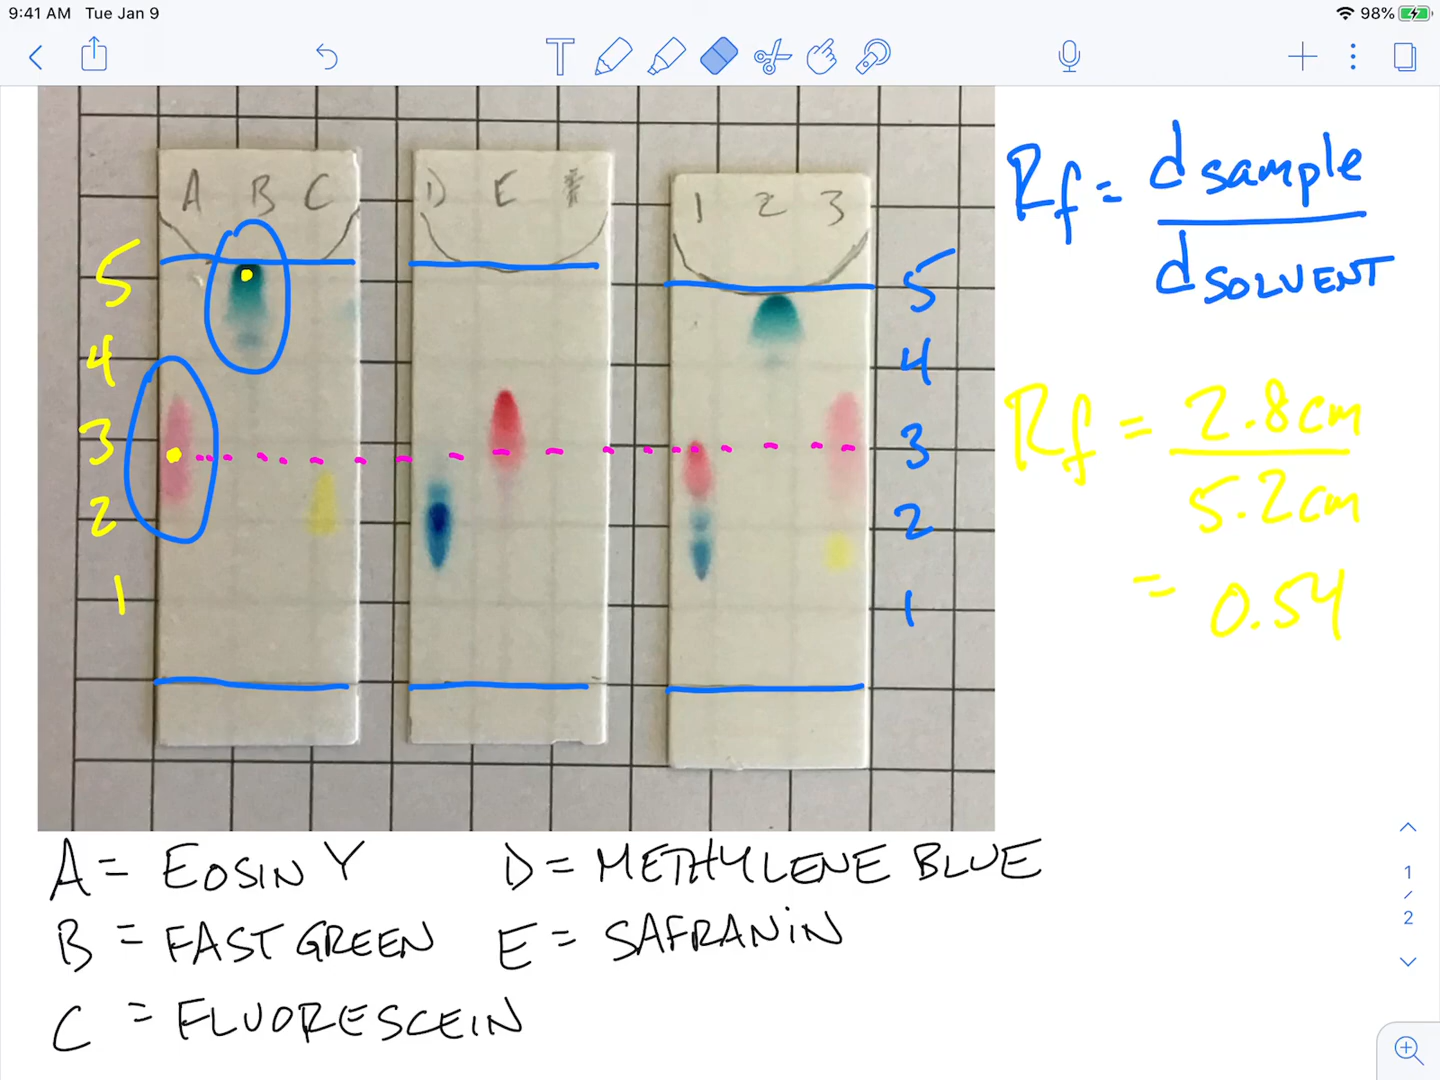 9:41 AM Tue Jan 9
98%
A B C
D E
1 2 3
5
4
3
2
1
5
4
3
2
1
Rf = d sample
d SOLVENT
Rf = 2.8cm
5.2cm
= 0.54
A = EOSIN Y
B = FAST GREEN
C = FLUORESCEIN
D = METHYLENE BLUE
E = SAFRANIN
1
/
2